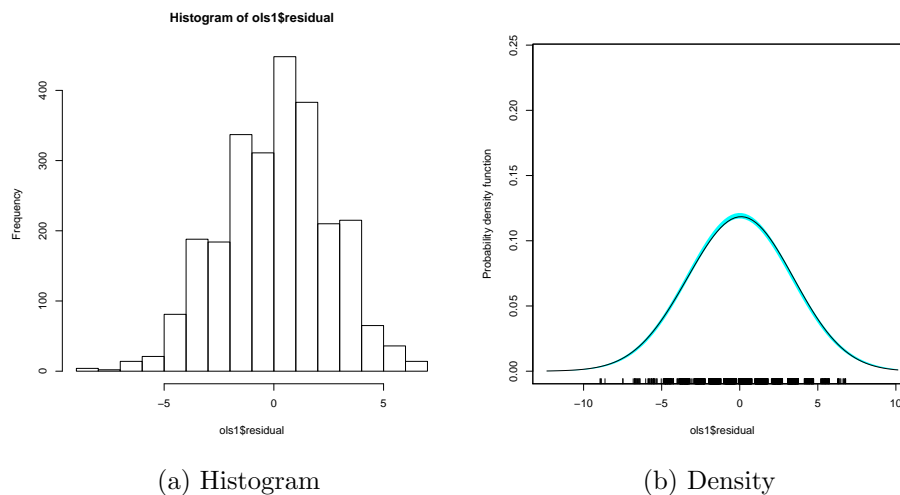 Histogram of ols1$residual
Frequency
0
100
200
300
400
−5
0
5
ols1$residual
(a) Histogram
Probability density function
0.00
0.05
0.10
0.15
0.20
0.25
−10
−5
0
5
10
ols1$residual
(b) Density